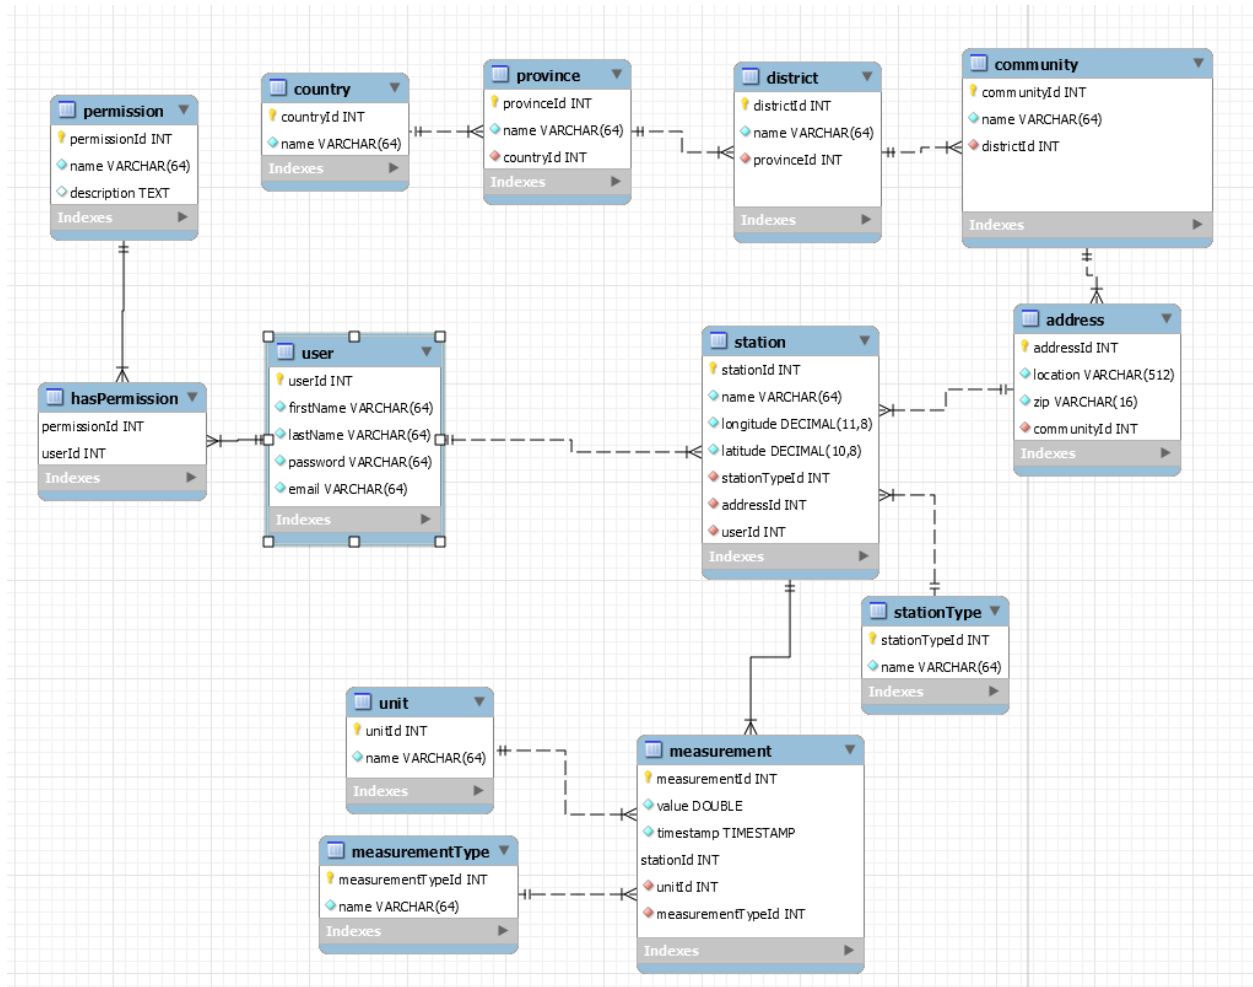 permission
permissionId INT
name VARCHAR(64)
description TEXT
Indexes
country
countryId INT
name VARCHAR(64)
Indexes
province
provinceId INT
name VARCHAR(64)
countryId INT
Indexes
district
districtId INT
name VARCHAR(64)
provinceId INT
Indexes
community
communityId INT
name VARCHAR(64)
districtId INT
Indexes
hasPermission
permissionId INT
userId INT
Indexes
user
userId INT
firstName VARCHAR(64)
lastName VARCHAR(64)
password VARCHAR(64)
email VARCHAR(64)
Indexes
station
stationId INT
name VARCHAR(64)
longitude DECIMAL(11,8)
latitude DECIMAL(10,8)
stationTypeId INT
addressId INT
userId INT
Indexes
address
addressId INT
location VARCHAR(512)
zip VARCHAR(16)
communityId INT
Indexes
stationType
stationTypeId INT
name VARCHAR(64)
Indexes
unit
unitId INT
name VARCHAR(64)
Indexes
measurementType
measurementTypeId INT
name VARCHAR(64)
Indexes
measurement
measurementId INT
value DOUBLE
timestamp TIMESTAMP
stationId INT
unitId INT
measurementTypeId INT
Indexes